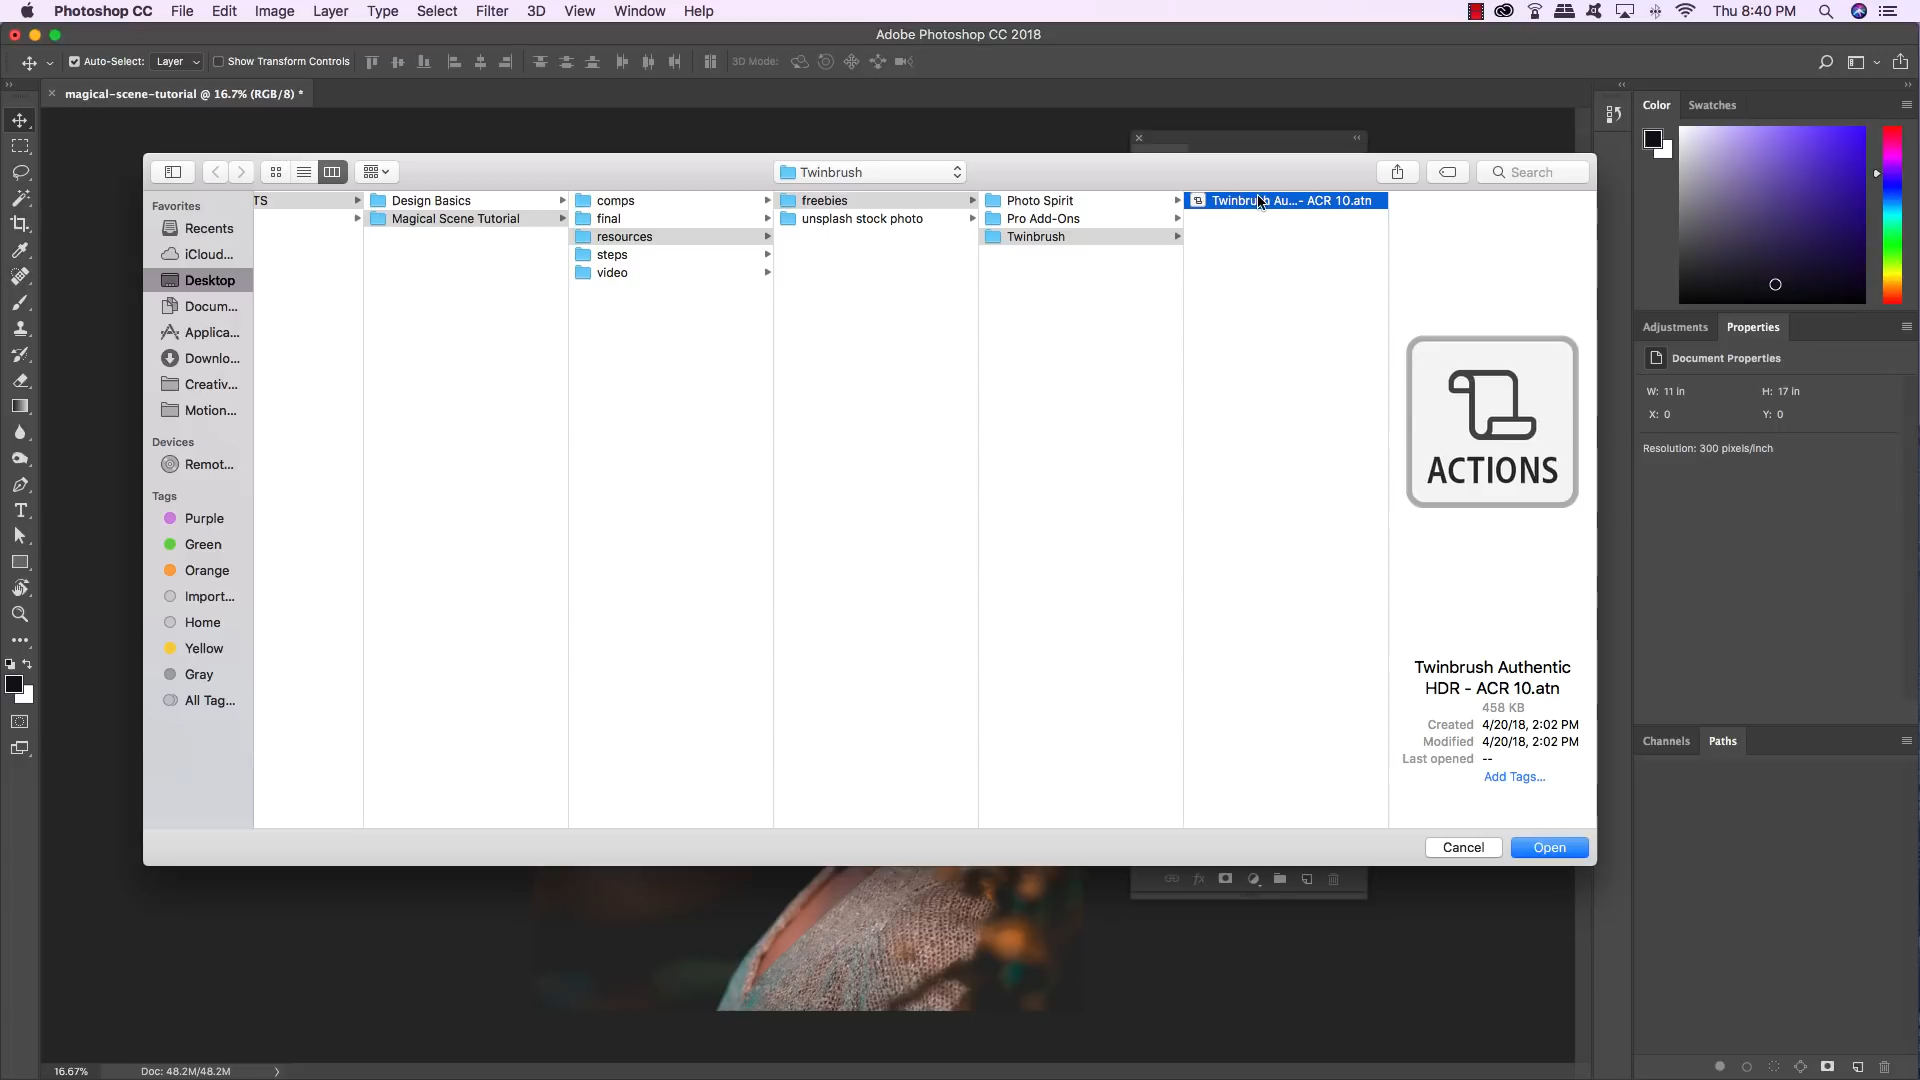 Photoshop CC File Edit Image Layer Type Select Filter 3D View Window Help Thu 8:40 PM
Adobe Photoshop CC 2018
Auto-Select: Layer Show Transform Controls 3D Mode:
magical-scene-tutorial @ 16.7% (RGB/8) *
Color Swatches
Twinbrush
Search
Favorites
Recents
iCloud...
Desktop
Docum...
Applica...
Downlo...
Creativ...
Motion...
Devices
Remot...
Tags
Purple
Green
Orange
Import...
Home
Yellow
Gray
All Tag...
TS
Design Basics
Magical Scene Tutorial
comps
final
resources
steps
video
freebies
unsplash stock photo
Photo Spirit
Pro Add-Ons
Twinbrush
Twinbrush Au...- ACR 10.atn
ACTIONS
Twinbrush Authentic
HDR - ACR 10.atn
458 KB
Created 4/20/18, 2:02 PM
Modified 4/20/18, 2:02 PM
Last opened --
Add Tags...
Cancel Open
Adjustments Properties
Document Properties
W: 11 in H: 17 in
X: 0 Y: 0
Resolution: 300 pixels/inch
Channels Paths
fx
16.67% Doc: 48.2M/48.2M